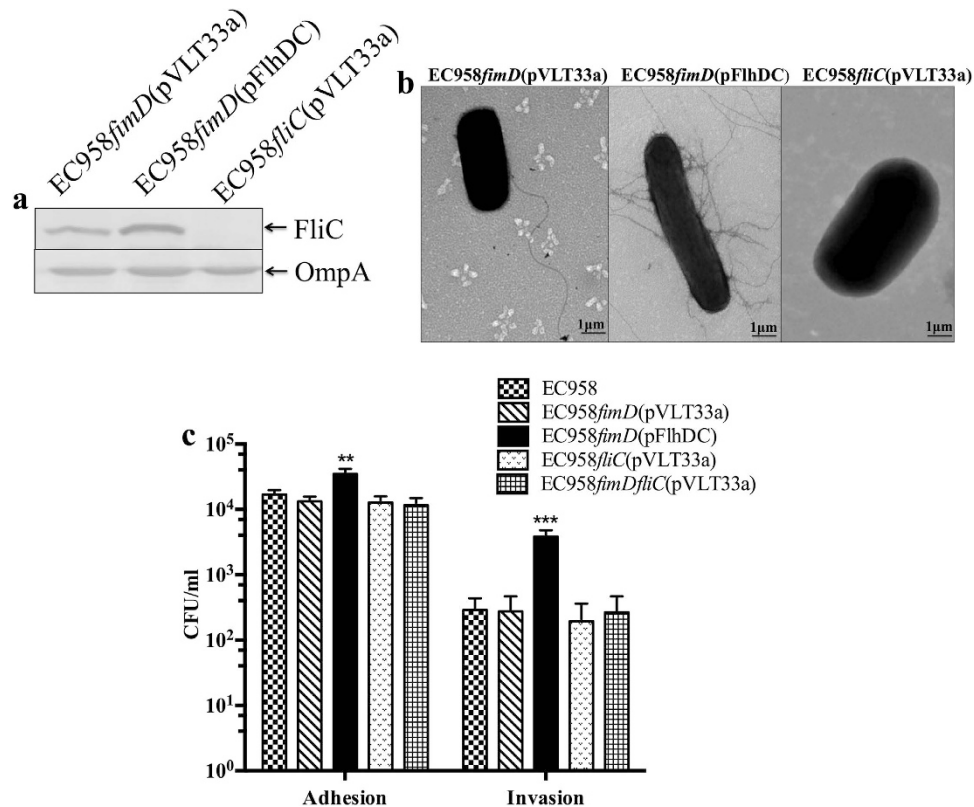 a
EC958fimD(pVLT33a)
EC958fimD(pFlhDC)
EC958fliC(pVLT33a)
FliC
OmpA
b
EC958fimD(pVLT33a)
EC958fimD(pFlhDC)
EC958fliC(pVLT33a)
1μm
1μm
1μm
c
EC958
EC958fimD(pVLT33a)
EC958fimD(pFlhDC)
EC958fliC(pVLT33a)
EC958fimDfliC(pVLT33a)
CFU/ml
10⁵
10⁴
10³
10²
10¹
10⁰
**
***
Adhesion
Invasion